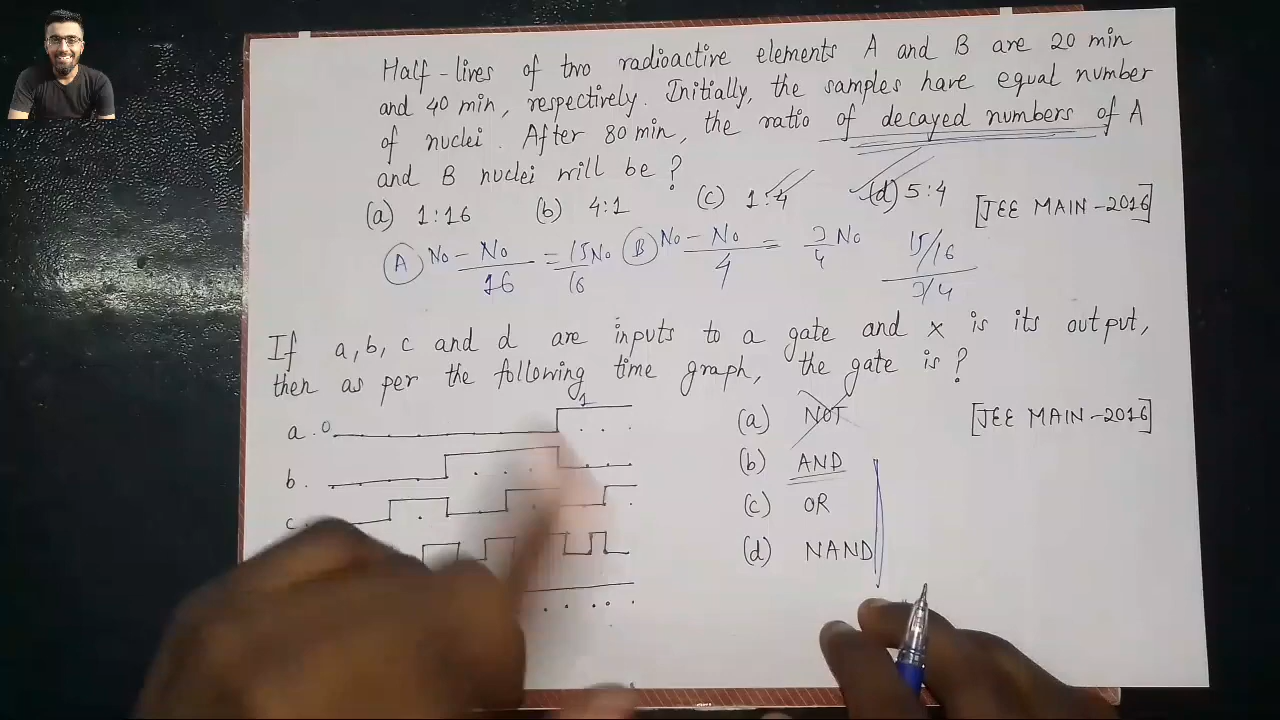 Half-lives of two radioactive elements A and B are 20 min
and 40 min, respectively. Initially, the samples have equal number
of nuclei. After 80 min, the ratio of decayed numbers of A
and B nuclei will be?
(a) 1:16 (b) 4:1 (c) 1:4 (d) 5:4 [JEE MAIN-2016]
(A) No - No/16 = 15No/16 (B) No - No/4 = 3/4 No 15/16 / 3/4
If a, b, c and d are inputs to a gate and x is its output,
then as per the following time graph, the gate is?
a. 0 1 (a) NOT [JEE MAIN-2016]
b. (b) AND
c. (c) OR
(d) NAND